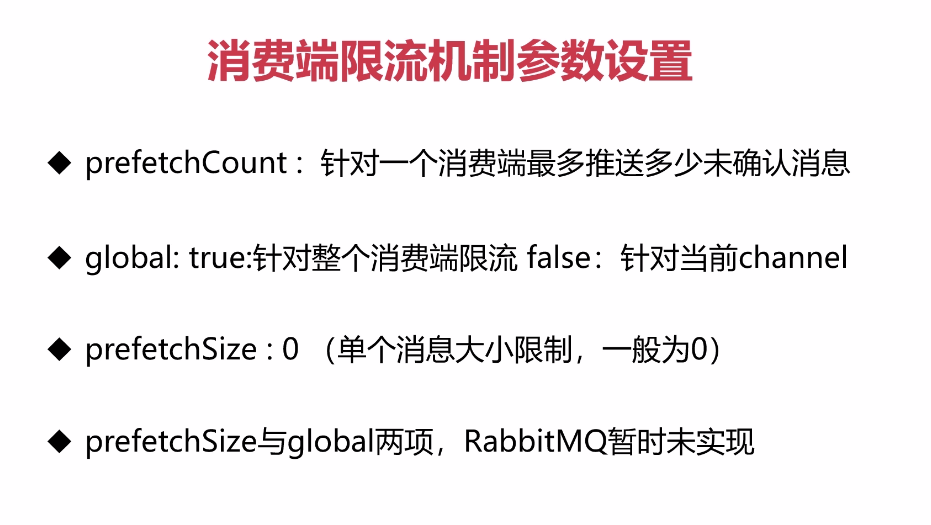 消费端限流机制参数设置
◆ prefetchCount : 针对一个消费端最多推送多少未确认消息
◆ global: true:针对整个消费端限流 false：针对当前channel
◆ prefetchSize : 0 （单个消息大小限制，一般为0）
◆ prefetchSize与global两项，RabbitMQ暂时未实现